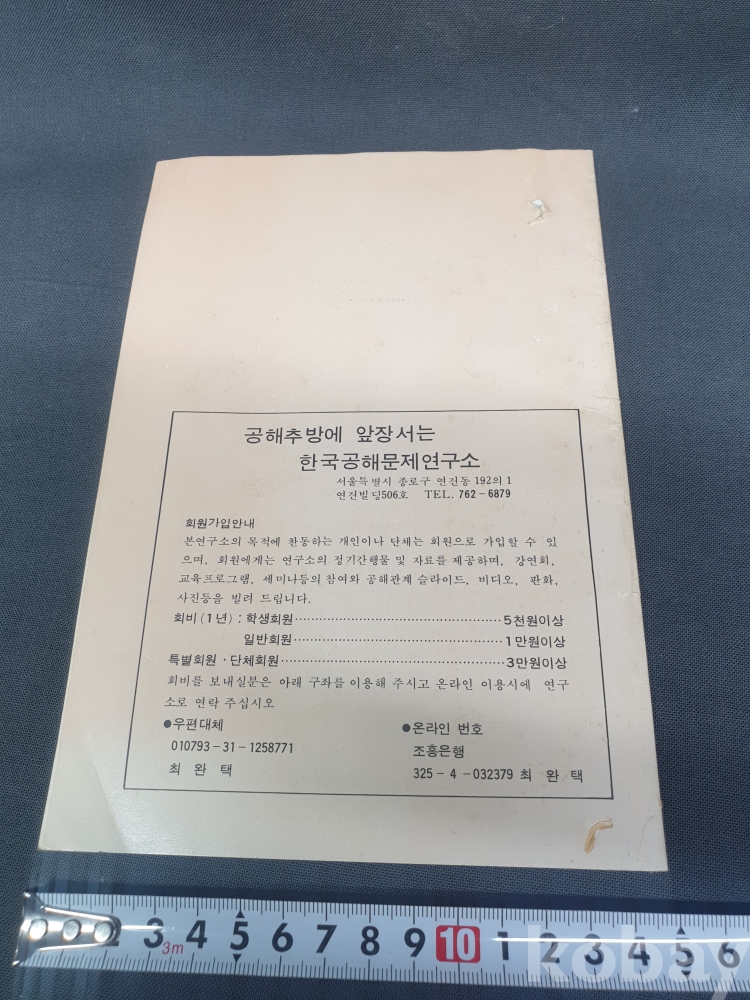 공해추방에 앞장서는
한국공해문제연구소
서울특별시 종로구 연건동 192의 1
연건빌딩506호 TEL. 762-6879
회원가입안내
본연구소의 목적에 찬동하는 개인이나 단체는 회원으로 가입할 수 있
으며, 회원에게는 연구소의 정기간행물 및 자료를 제공하며, 강연회,
교육프로그램, 세미나등의 참여와 공해관계 슬라이드, 비디오, 판화,
사진등을 빌려 드립니다.
회비(1년) : 학생회원 5천원이상
일반회원 1만원이상
특별회원 · 단체회원 3만원이상
회비를 보내실분은 아래 구좌를 이용해 주시고 온라인 이용시에 연구
소로 연락 주십시오
●우편대체 ●온라인 번호
010793-31-1258771 조흥은행
최 완 택 325-4-032379 최 완 택
2 3 3m 4 5 6 7 8 9 10 1 2 3 4 5 6
kobay